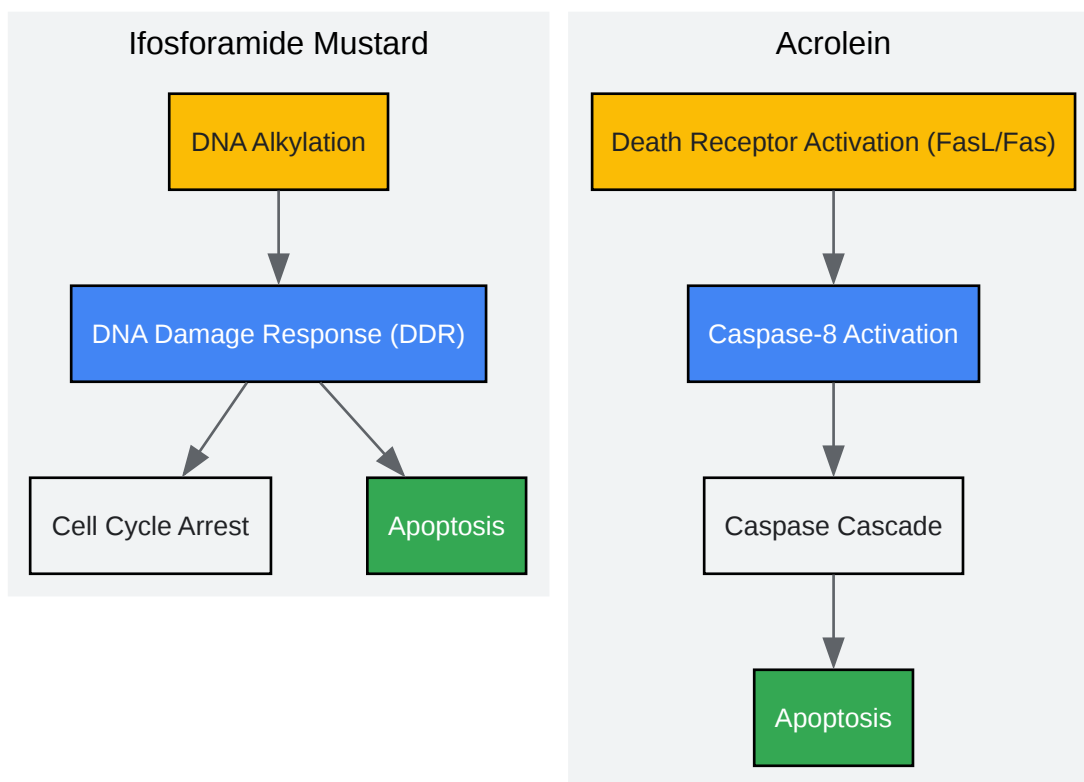 Ifosforamide Mustard
DNA Alkylation
DNA Damage Response (DDR)
Cell Cycle Arrest
Apoptosis
Acrolein
Death Receptor Activation (FasL/Fas)
Caspase-8 Activation
Caspase Cascade
Apoptosis